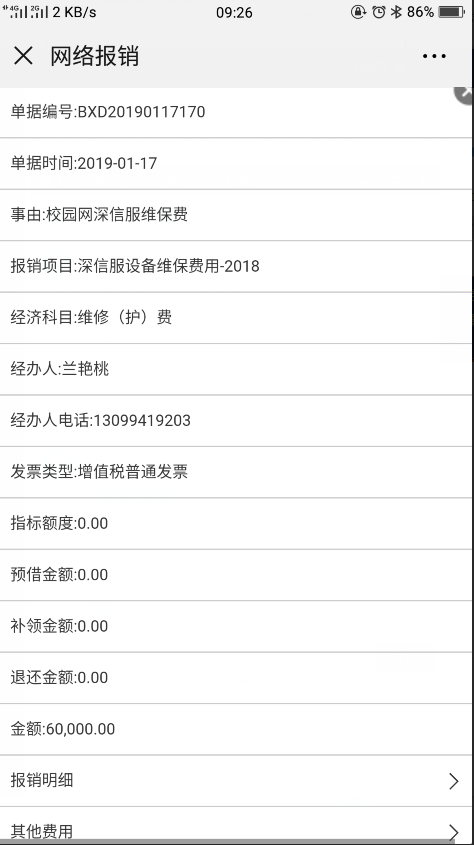 4G 2G 2 KB/s 09:26 86%
网络报销
单据编号:BXD20190117170
单据时间:2019-01-17
事由:校园网深信服维保费
报销项目:深信服设备维保费用-2018
经济科目:维修（护）费
经办人:兰艳桃
经办人电话:13099419203
发票类型:增值税普通发票
指标额度:0.00
预借金额:0.00
补领金额:0.00
退还金额:0.00
金额:60,000.00
报销明细
其他费用